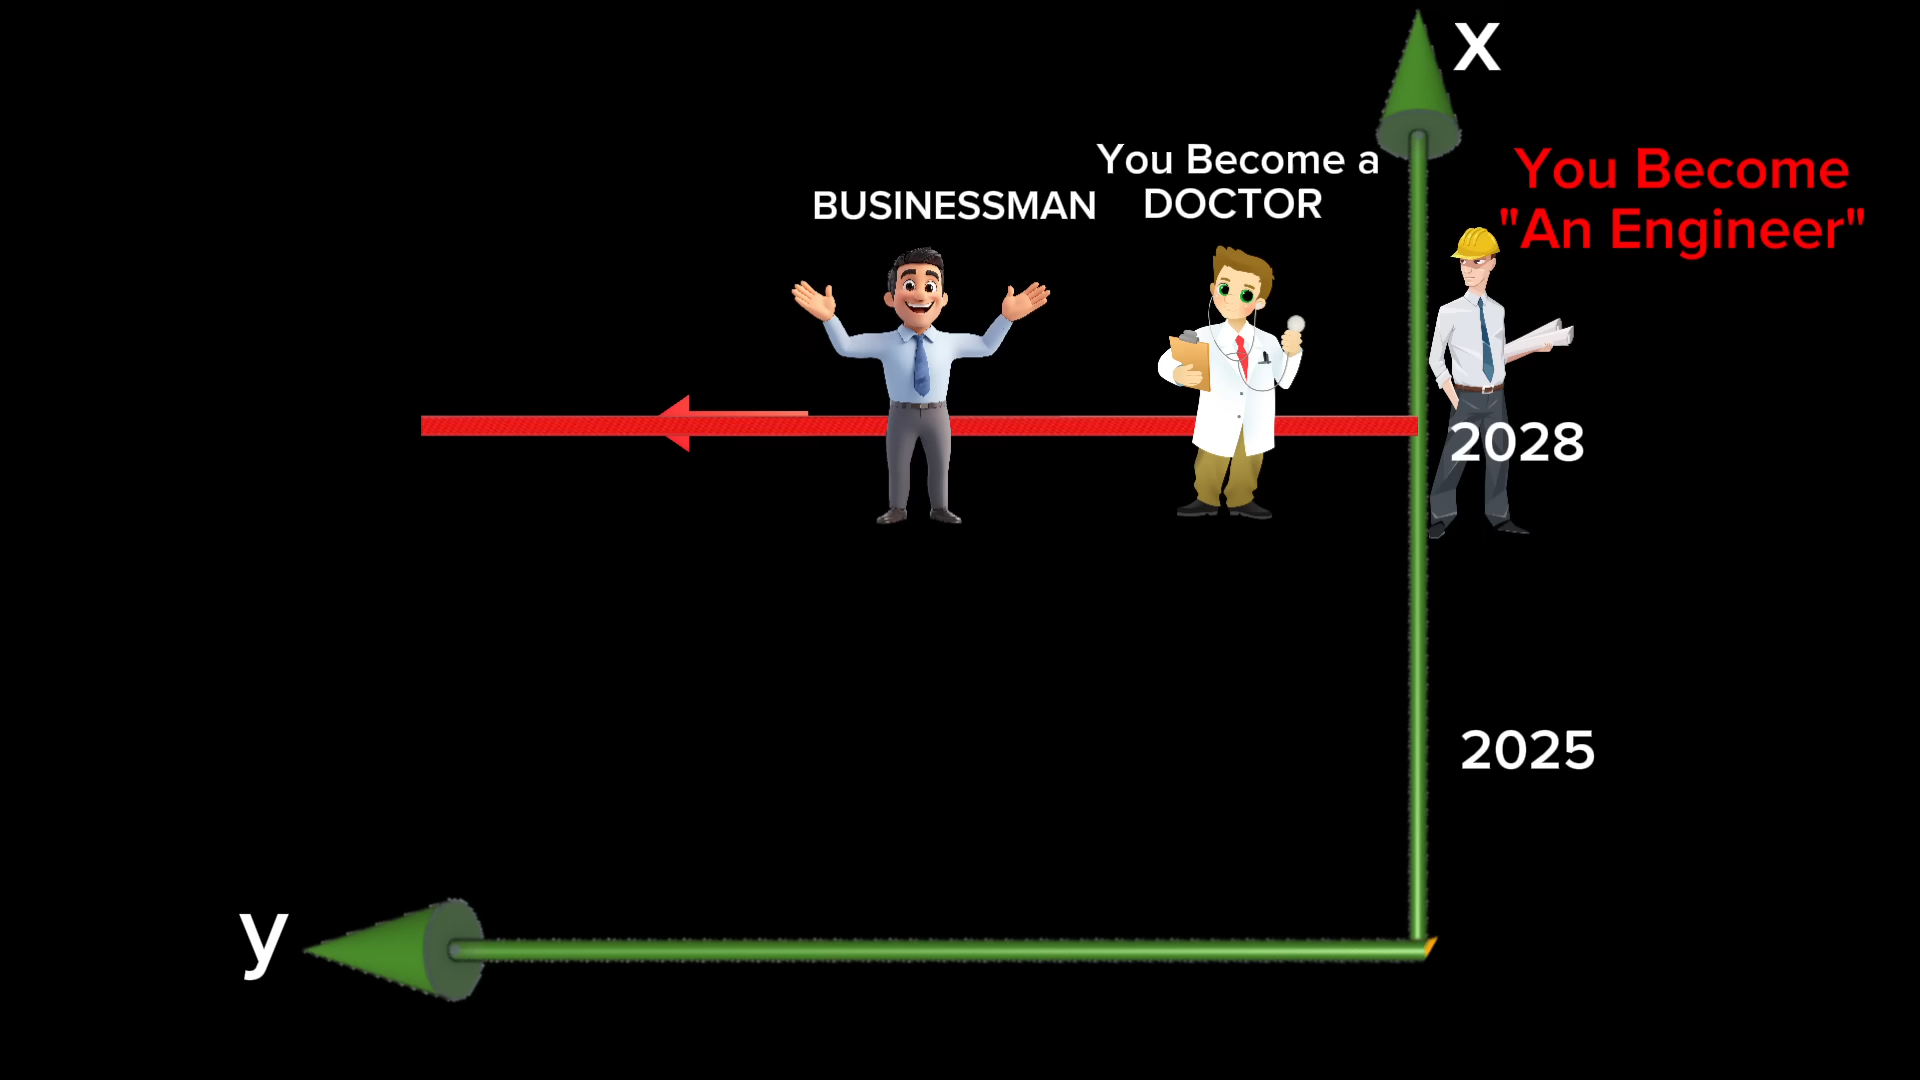 X
You Become a
DOCTOR
BUSINESSMAN
You Become
"An Engineer"
2028
2025
y